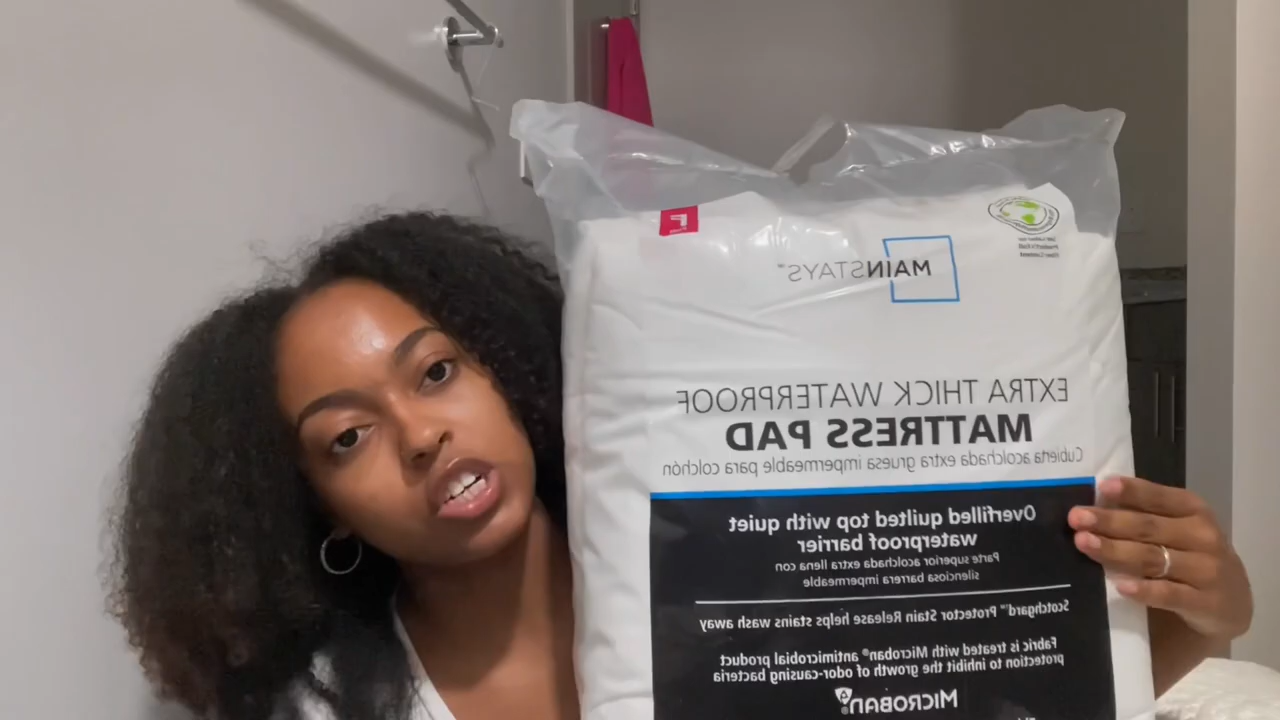 F
MAINSTAYS™
EXTRA THICK WATERPROOF
MATTRESS PAD
Cubierta acolchada extra gruesa impermeable para colchón
Overfilled quilted top with quiet
waterproof barrier
Parte superior acolchada extra llena con
silenciosa barrera impermeable
Scotchgard™ Protector Stain Release helps stains wash away
Fabric is treated with Microban® antimicrobial product
protection to inhibit the growth of odor-causing bacteria
MICROBAN®